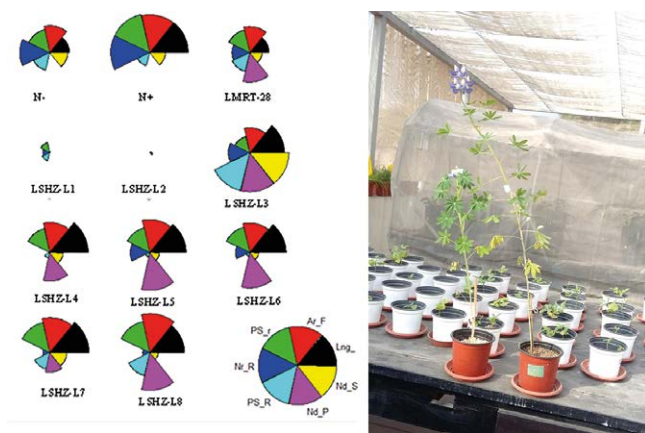 N-
N+
LMRT-28
LSHZ-L1
LSHZ-L2
LSHZ-L3
LSHZ-L4
LSHZ-L5
LSHZ-L6
LSHZ-L7
LSHZ-L8
Ar_F
PS_r
Lng_
Nr_R
Nd_S
PS_R
Nd_P